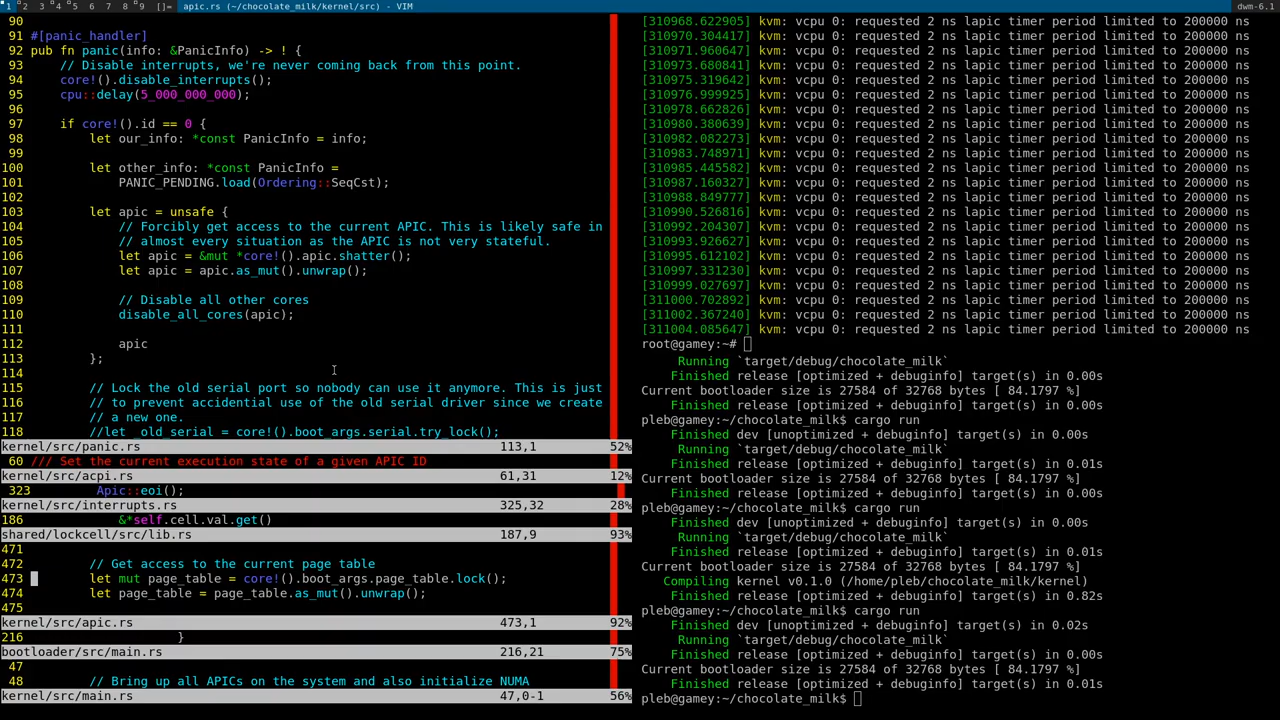 1 2 3 4 5 6 7 8 9 []= apic.rs (~/chocolate_milk/kernel/src) - VIM dwm-6.1
90
91 #[panic_handler]
92 pub fn panic(info: &PanicInfo) -> ! {
93 // Disable interrupts, we're never coming back from this point.
94 core!().disable_interrupts();
95 cpu::delay(5_000_000_000);
96
97 if core!().id == 0 {
98 let our_info: *const PanicInfo = info;
99
100 let other_info: *const PanicInfo =
101 PANIC_PENDING.load(Ordering::SeqCst);
102
103 let apic = unsafe {
104 // Forcibly get access to the current APIC. This is likely safe in
105 // almost every situation as the APIC is not very stateful.
106 let apic = &mut *core!().apic.shatter();
107 let apic = apic.as_mut().unwrap();
108
109 // Disable all other cores
110 disable_all_cores(apic);
111
112 apic
113 };
114
115 // Lock the old serial port so nobody can use it anymore. This is just
116 // to prevent accidential use of the old serial driver since we create
117 // a new one.
118 //let _old_serial = core!().boot_args.serial.try_lock();
kernel/src/panic.rs 113,1 52%
60 /// Set the current execution state of a given APIC ID
kernel/src/acpi.rs 61,31 12%
323 Apic::eoi();
kernel/src/interrupts.rs 325,32 28%
186 &*self.cell.val.get()
shared/lockcell/src/lib.rs 187,9 93%
471
472 // Get access to the current page table
473 let mut page_table = core!().boot_args.page_table.lock();
474 let page_table = page_table.as_mut().unwrap();
475
kernel/src/apic.rs 473,1 92%
216 }
bootloader/src/main.rs 216,21 75%
47
48 // Bring up all APICs on the system and also initialize NUMA
kernel/src/main.rs 47,0-1 56%
[310968.622905] kvm: vcpu 0: requested 2 ns lapic timer period limited to 200000 ns
[310970.304417] kvm: vcpu 0: requested 2 ns lapic timer period limited to 200000 ns
[310971.960647] kvm: vcpu 0: requested 2 ns lapic timer period limited to 200000 ns
[310973.680841] kvm: vcpu 0: requested 2 ns lapic timer period limited to 200000 ns
[310975.319642] kvm: vcpu 0: requested 2 ns lapic timer period limited to 200000 ns
[310976.999925] kvm: vcpu 0: requested 2 ns lapic timer period limited to 200000 ns
[310978.662826] kvm: vcpu 0: requested 2 ns lapic timer period limited to 200000 ns
[310980.380639] kvm: vcpu 0: requested 2 ns lapic timer period limited to 200000 ns
[310982.082273] kvm: vcpu 0: requested 2 ns lapic timer period limited to 200000 ns
[310983.748971] kvm: vcpu 0: requested 2 ns lapic timer period limited to 200000 ns
[310985.445582] kvm: vcpu 0: requested 2 ns lapic timer period limited to 200000 ns
[310987.160327] kvm: vcpu 0: requested 2 ns lapic timer period limited to 200000 ns
[310988.849777] kvm: vcpu 0: requested 2 ns lapic timer period limited to 200000 ns
[310990.526816] kvm: vcpu 0: requested 2 ns lapic timer period limited to 200000 ns
[310992.204307] kvm: vcpu 0: requested 2 ns lapic timer period limited to 200000 ns
[310993.926627] kvm: vcpu 0: requested 2 ns lapic timer period limited to 200000 ns
[310995.612102] kvm: vcpu 0: requested 2 ns lapic timer period limited to 200000 ns
[310997.331230] kvm: vcpu 0: requested 2 ns lapic timer period limited to 200000 ns
[310999.027697] kvm: vcpu 0: requested 2 ns lapic timer period limited to 200000 ns
[311000.702892] kvm: vcpu 0: requested 2 ns lapic timer period limited to 200000 ns
[311002.367240] kvm: vcpu 0: requested 2 ns lapic timer period limited to 200000 ns
[311004.085647] kvm: vcpu 0: requested 2 ns lapic timer period limited to 200000 ns
root@gamey:~#
Running `target/debug/chocolate_milk`
Finished release [optimized + debuginfo] target(s) in 0.00s
Current bootloader size is 27584 of 32768 bytes [ 84.1797 %]
Finished release [optimized + debuginfo] target(s) in 0.00s
pleb@gamey:~/chocolate_milk$ cargo run
Finished dev [unoptimized + debuginfo] target(s) in 0.00s
Running `target/debug/chocolate_milk`
Finished release [optimized + debuginfo] target(s) in 0.01s
Current bootloader size is 27584 of 32768 bytes [ 84.1797 %]
Finished release [optimized + debuginfo] target(s) in 0.00s
pleb@gamey:~/chocolate_milk$ cargo run
Finished dev [unoptimized + debuginfo] target(s) in 0.00s
Running `target/debug/chocolate_milk`
Finished release [optimized + debuginfo] target(s) in 0.01s
Current bootloader size is 27584 of 32768 bytes [ 84.1797 %]
Compiling kernel v0.1.0 (/home/pleb/chocolate_milk/kernel)
Finished release [optimized + debuginfo] target(s) in 0.82s
pleb@gamey:~/chocolate_milk$ cargo run
Finished dev [unoptimized + debuginfo] target(s) in 0.02s
Running `target/debug/chocolate_milk`
Finished release [optimized + debuginfo] target(s) in 0.00s
Current bootloader size is 27584 of 32768 bytes [ 84.1797 %]
Finished release [optimized + debuginfo] target(s) in 0.01s
pleb@gamey:~/chocolate_milk$